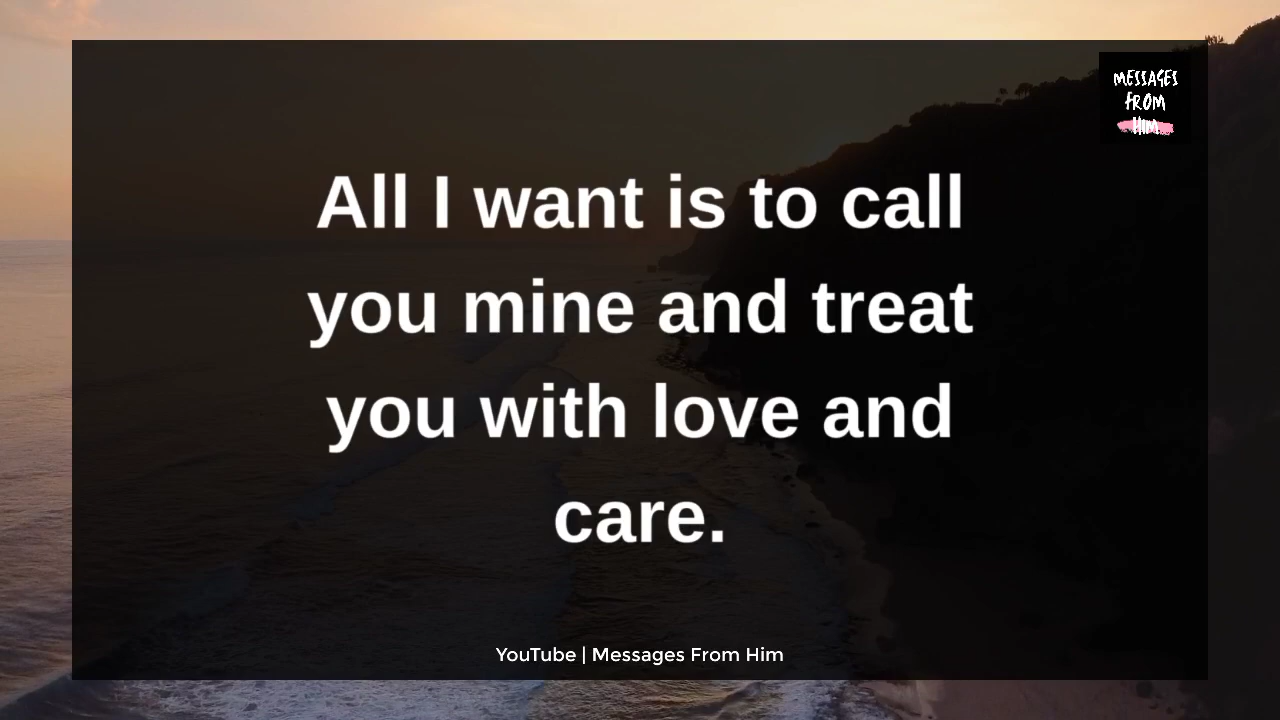 MESSAGES
FROM
HIM
All I want is to call
you mine and treat
you with love and
care.
YouTube | Messages From Him